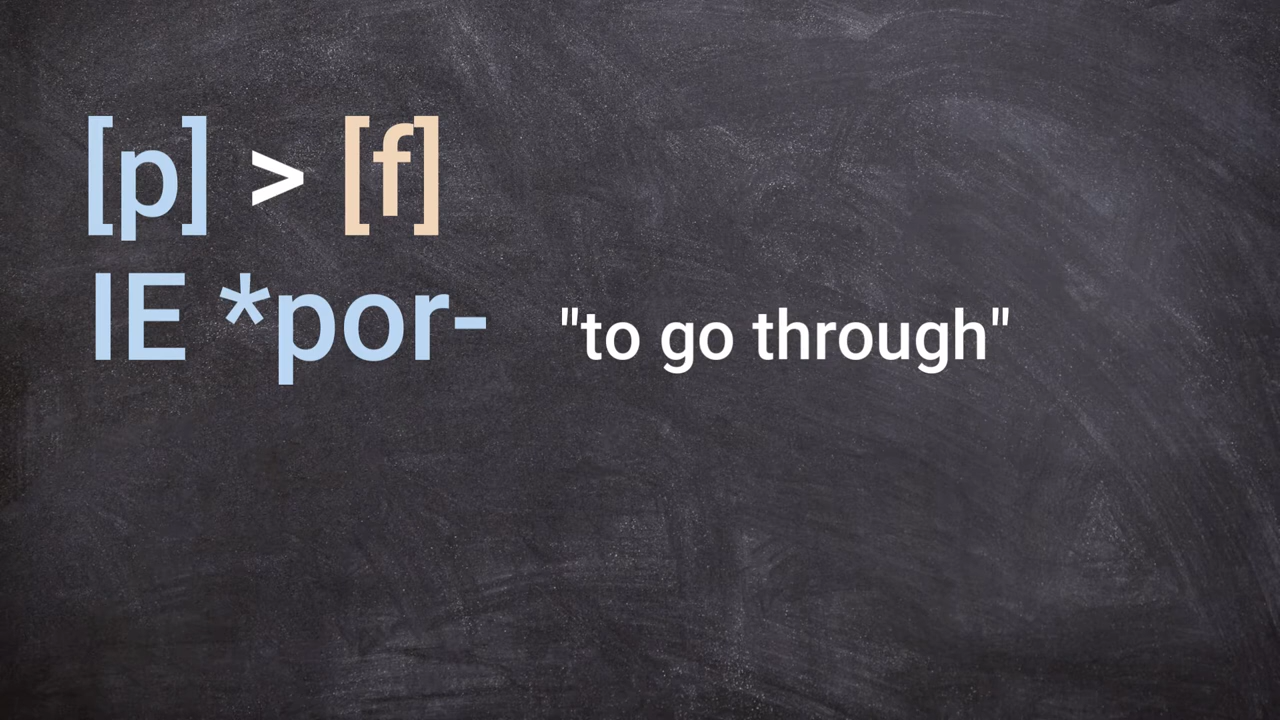 [p] > [f]
IE *por- "to go through"